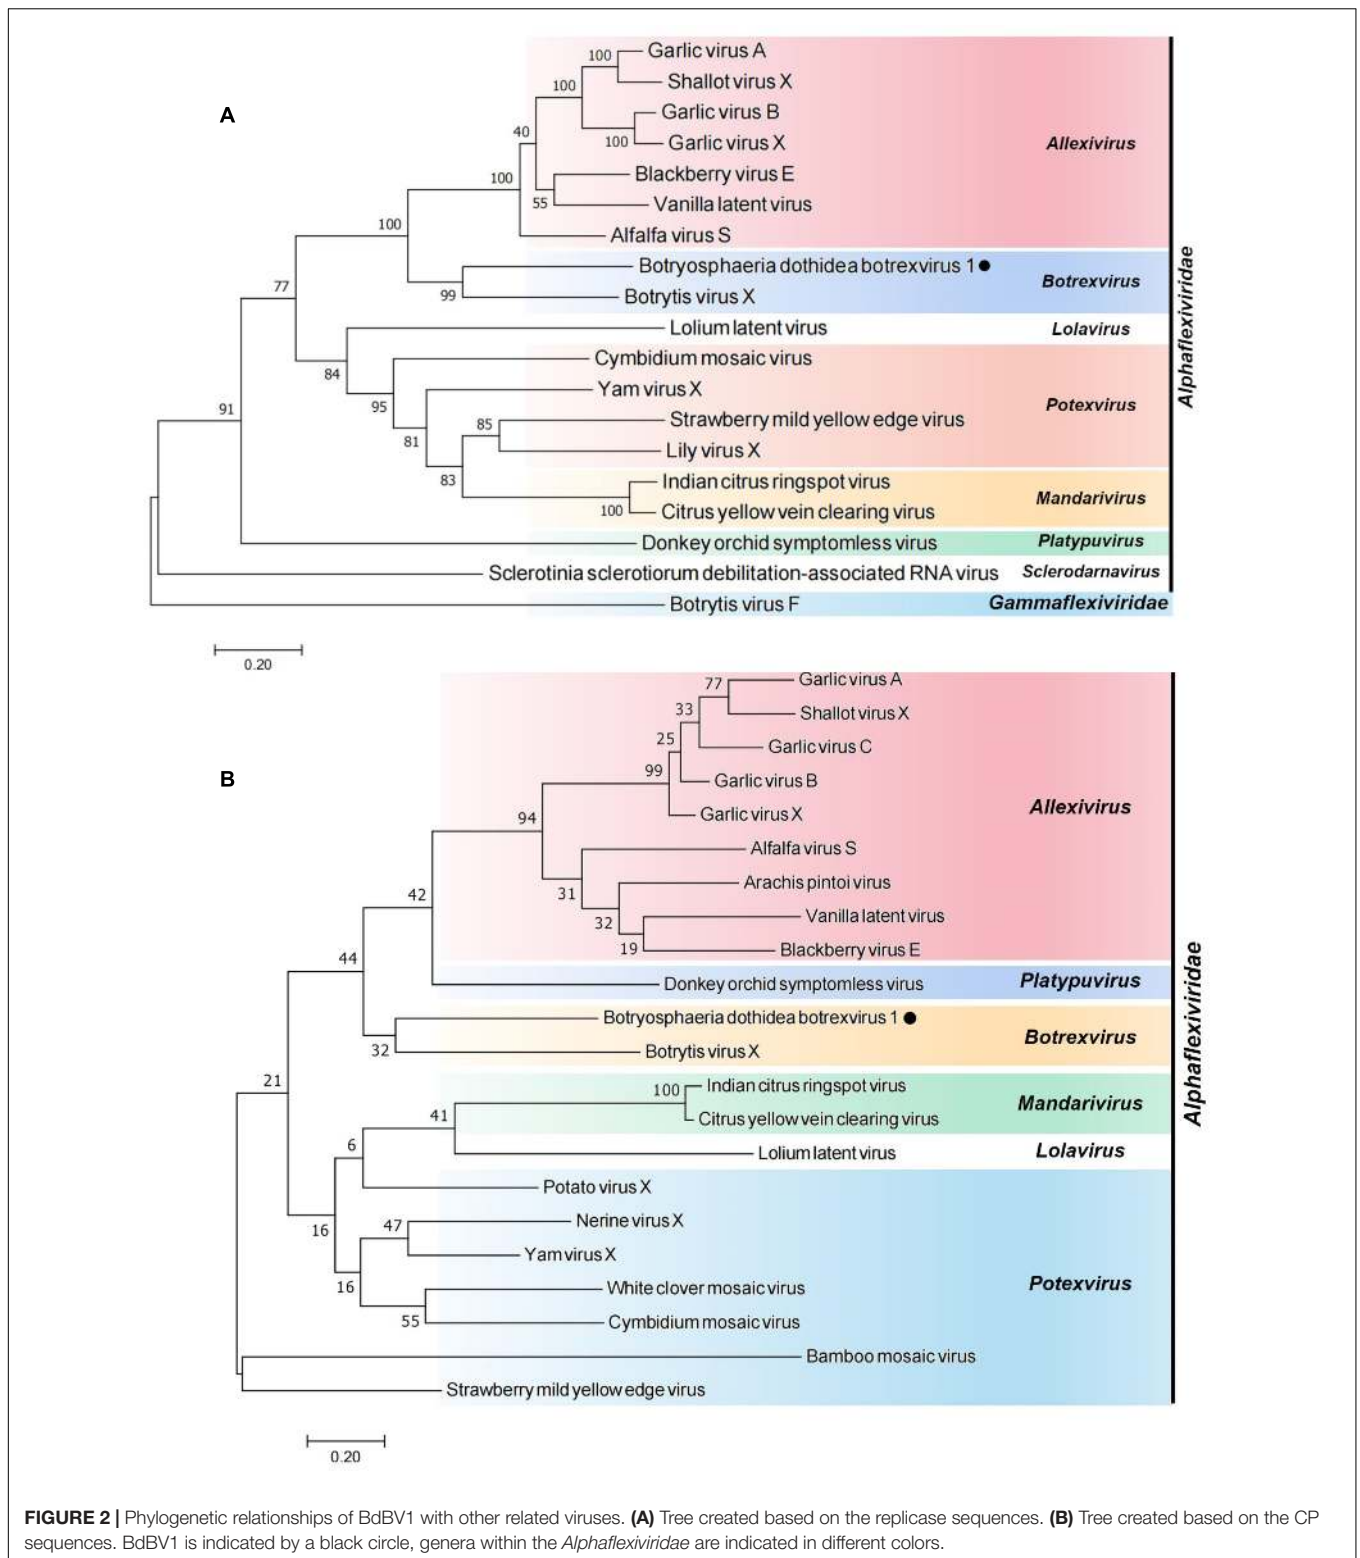 A
100
Garlic virus A
Shallot virus X
100
Garlic virus B
100
Garlic virus X
Allexivirus
40
Blackberry virus E
100
55
Vanilla latent virus
Alfalfa virus S
100
Botryosphaeria dothidea botrexvirus 1
99
Botrytis virus X
Botrexvirus
77
Lolium latent virus
Lolavirus
84
Cymbidium mosaic virus
95
Yam virus X
Potexvirus
91
81
85
Strawberry mild yellow edge virus
Lily virus X
83
Indian citrus ringspot virus
100
Citrus yellow vein clearing virus
Mandarivirus
Donkey orchid symptomless virus
Platypuvirus
Sclerotinia sclerotiorum debilitation-associated RNA virus
Sclerodarnavirus
Botrytis virus F
Gammaflexiviridae
Alphaflexiviridae
0.20
B
77
Garlic virus A
Shallot virus X
33
Garlic virus C
25
Garlic virus B
99
Garlic virus X
Allexivirus
94
Alfalfa virus S
31
Arachis pintoi virus
32
Vanilla latent virus
19
Blackberry virus E
42
Donkey orchid symptomless virus
Platypuvirus
44
Botryosphaeria dothidea botrexvirus 1
32
Botrytis virus X
Botrexvirus
21
100
Indian citrus ringspot virus
Citrus yellow vein clearing virus
Mandarivirus
41
Lolium latent virus
Lolavirus
6
Potato virus X
16
47
Nerine virus X
Yam virus X
16
White clover mosaic virus
55
Cymbidium mosaic virus
Potexvirus
Bamboo mosaic virus
Strawberry mild yellow edge virus
Alphaflexiviridae
0.20
FIGURE 2 | Phylogenetic relationships of BdBV1 with other related viruses. (A) Tree created based on the replicase sequences. (B) Tree created based on the CP
sequences. BdBV1 is indicated by a black circle, genera within the Alphaflexiviridae are indicated in different colors.